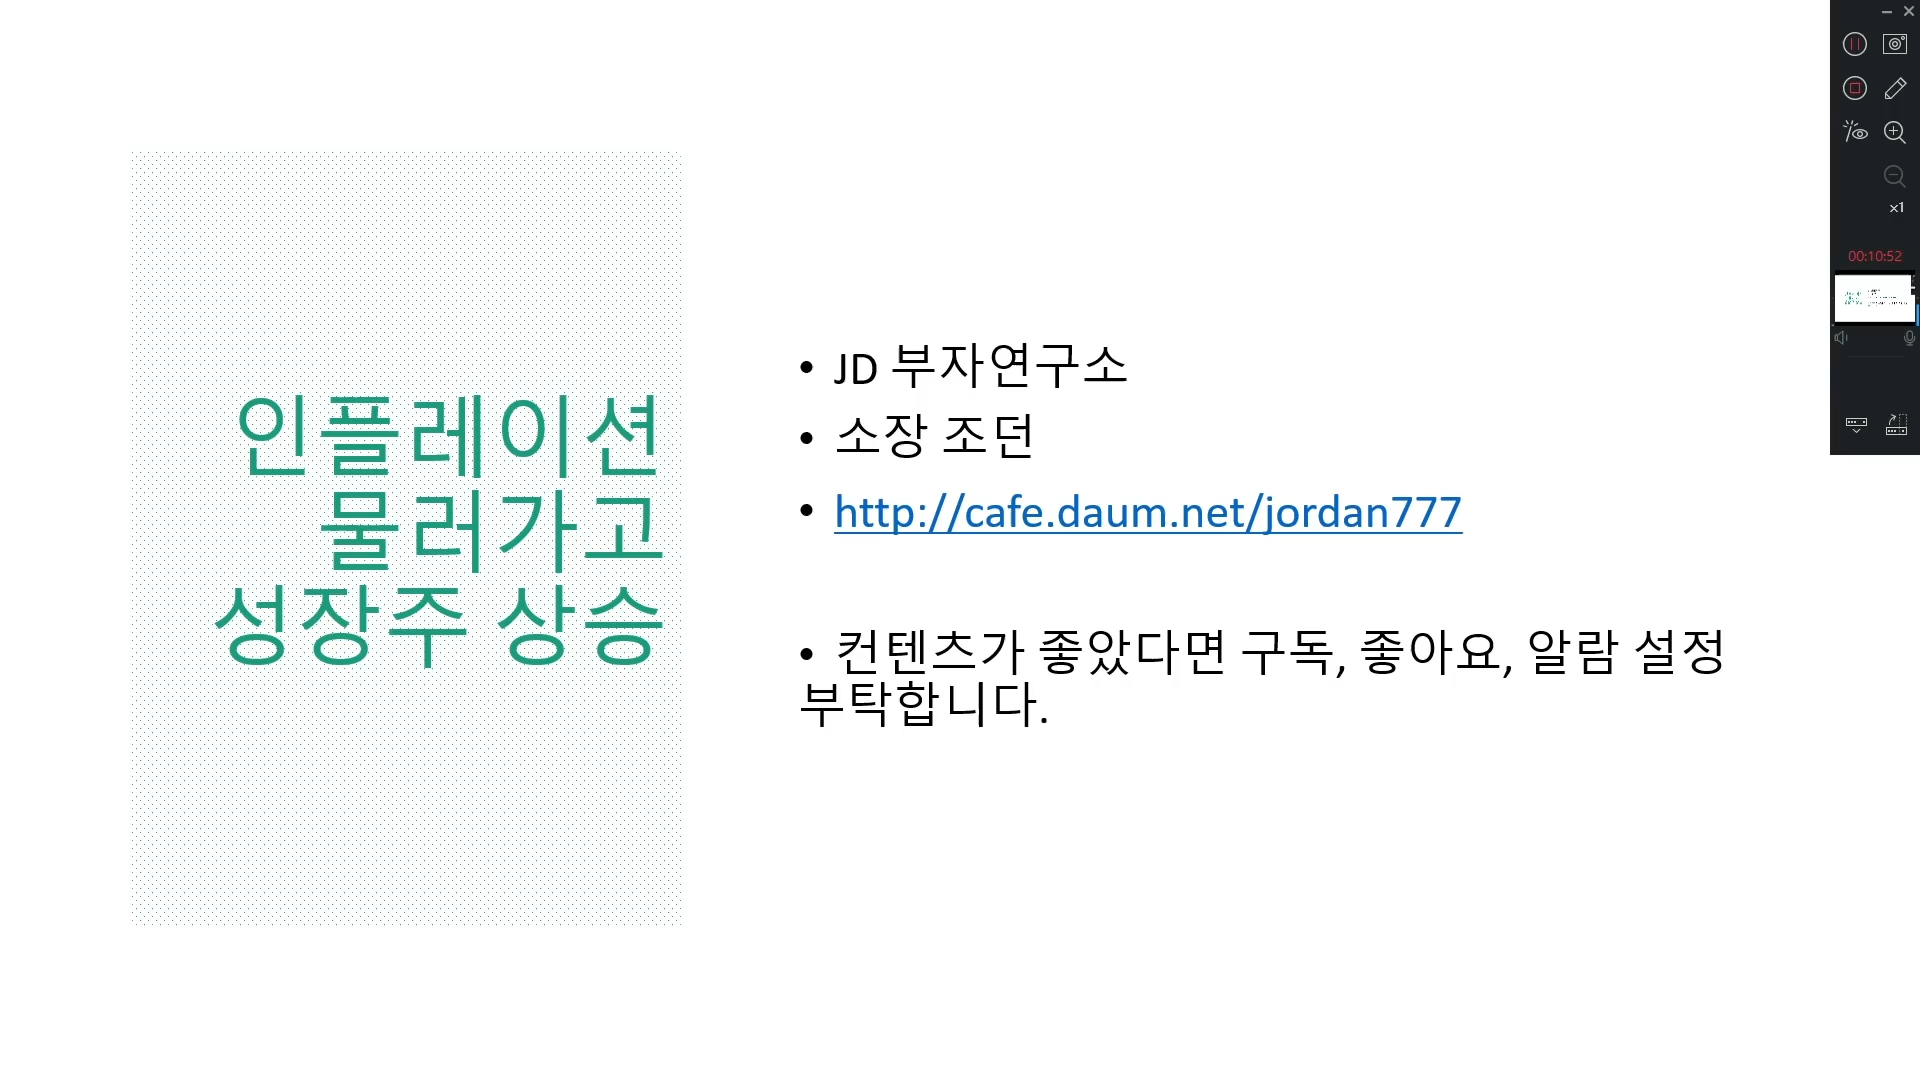 인플레이션
물러가고
성장주 상승
• JD 부자연구소
• 소장 조던
• http://cafe.daum.net/jordan777
• 컨텐츠가 좋았다면 구독, 좋아요, 알람 설정
부탁합니다.
x1
00:10:52